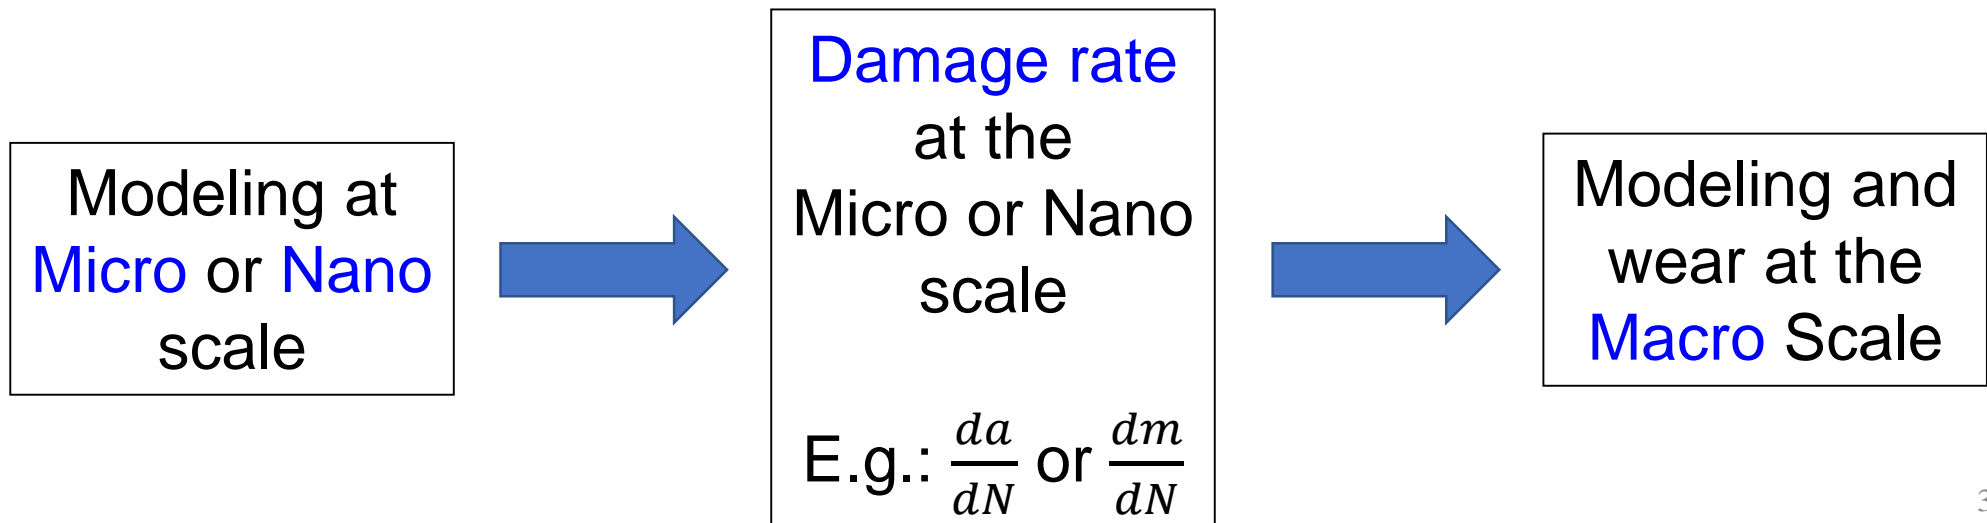 Modeling at
Micro or Nano
scale
Damage rate
at the
Micro or Nano
scale
E.g.: da/dN or dm/dN
Modeling and
wear at the
Macro Scale